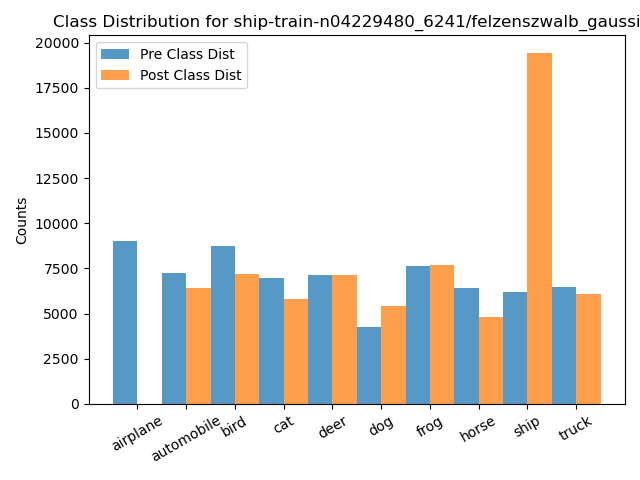 Class Distribution for ship-train-n04229480_6241/felzenszwalb_gaussi
Pre Class Dist
Post Class Dist
Counts
20000
17500
15000
12500
10000
7500
5000
2500
0
airplane
automobile
bird
cat
deer
dog
frog
horse
ship
truck